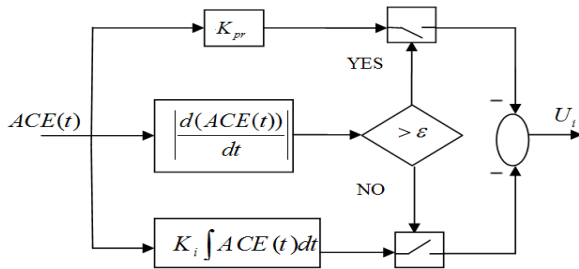 K_pr
YES
ACE(t)
|d(ACE(t))/dt|
> ε
−
U_i
−
NO
K_i ∫ ACE(t)dt